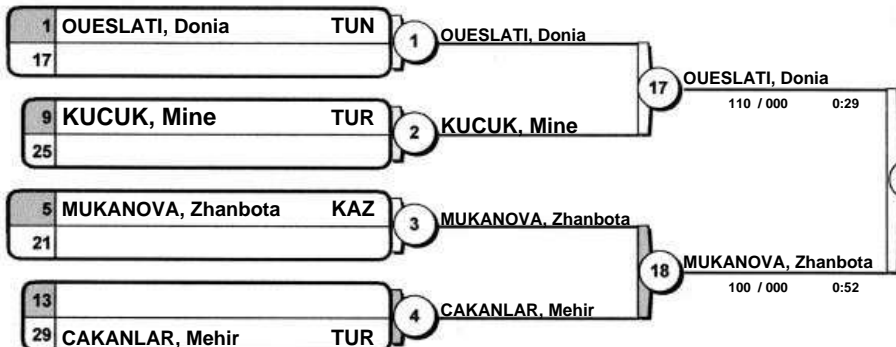 1 OUESLATI, Donia TUN
17
1 OUESLATI, Donia
9 KUCUK, Mine TUR
25
2 KUCUK, Mine
17 OUESLATI, Donia
110 / 000 0:29
5 MUKANOVA, Zhanbota KAZ
21
3 MUKANOVA, Zhanbota
13
29 CAKANLAR, Mehir TUR
4 CAKANLAR, Mehir
18 MUKANOVA, Zhanbota
100 / 000 0:52